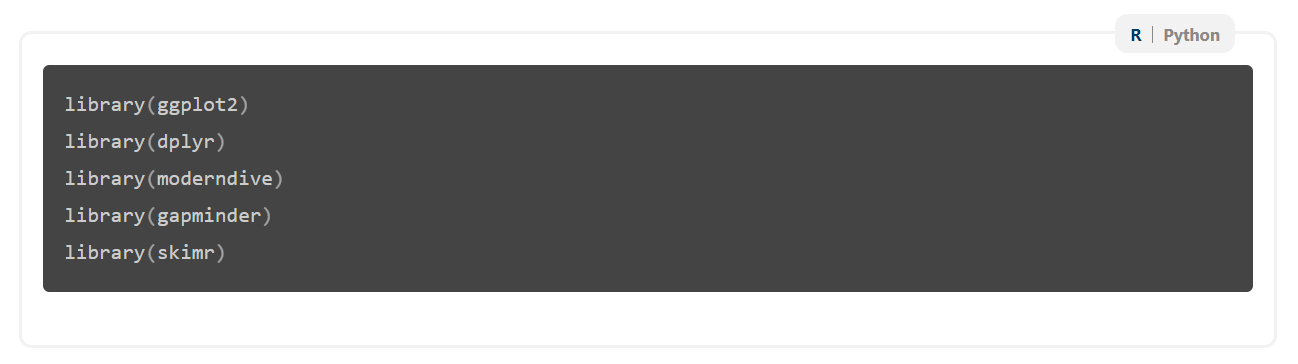 R | Python
library(ggplot2)
library(dplyr)
library(moderndive)
library(gapminder)
library(skimr)